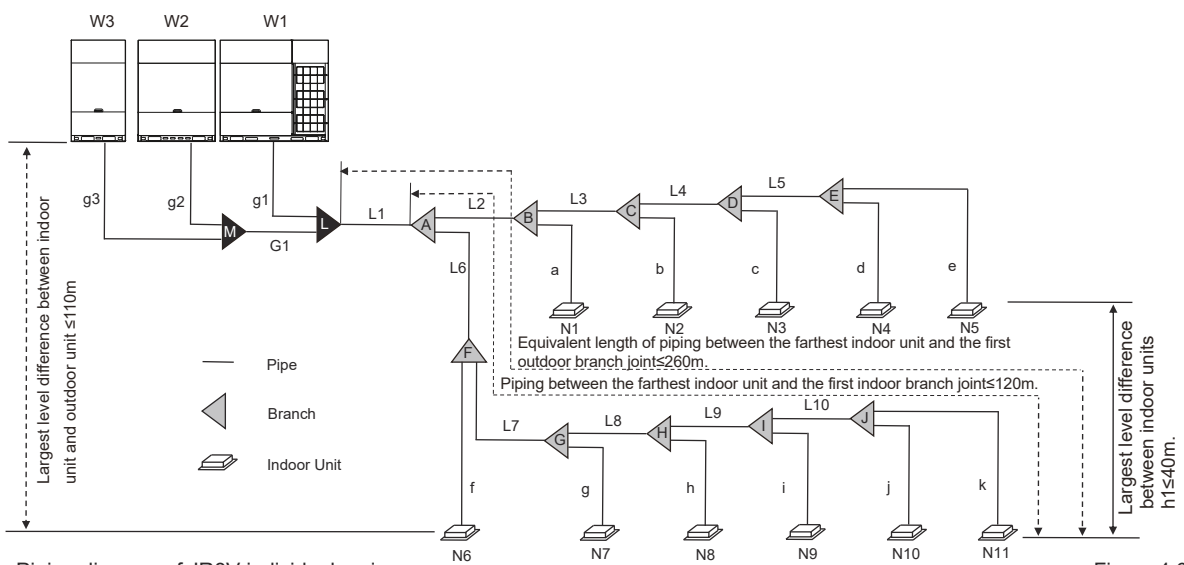 W3
W2
W1
Largest level difference between indoor
unit and outdoor unit ≤110m
g3
g2
g1
M
L
G1
L1
A
L2
B
L3
C
L4
D
L5
E
L6
a
b
c
d
e
N1
N2
N3
N4
N5
Equivalent length of piping between the farthest indoor unit and the first
outdoor branch joint≤260m.
Piping between the farthest indoor unit and the first indoor branch joint≤120m.
Largest level difference
between indoor units
h1≤40m.
Pipe
Branch
Indoor Unit
F
L7
G
L8
H
L9
I
L10
J
f
g
h
i
j
k
N6
N7
N8
N9
N10
N11